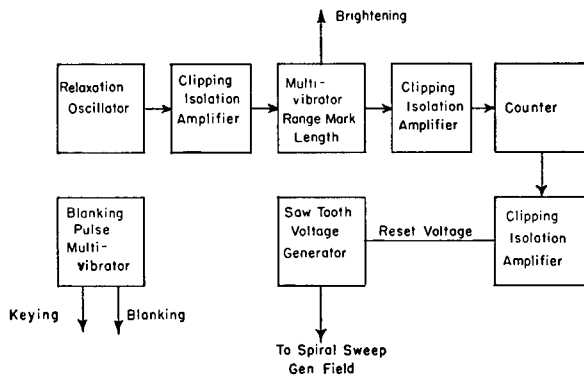 Brightening
Relaxation
Oscillator
Clipping
Isolation
Amplifier
Multi-
vibrator
Range Mark
Length
Clipping
Isolation
Amplifier
Counter
Blanking
Pulse
Multi-
vibrator
Saw Tooth
Voltage
Generator
Reset Voltage
Clipping
Isolation
Amplifier
Keying
Blanking
To Spiral Sweep
Gen Field